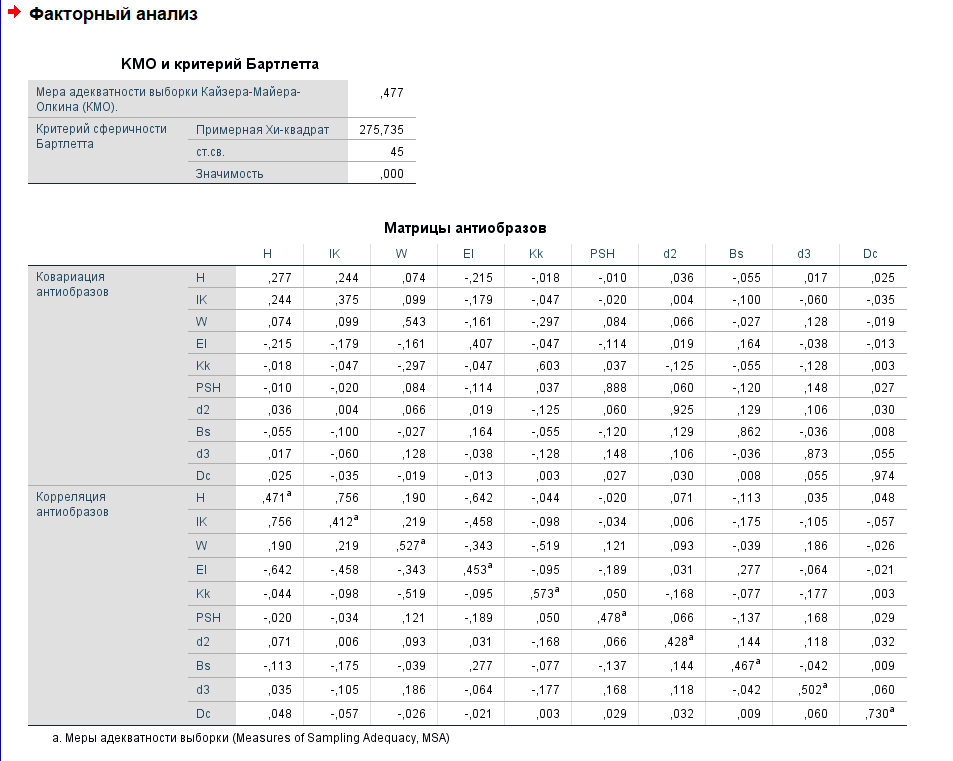 Факторный анализ
КМО и критерий Бартлетта
Мера адекватности выборки Кайзера-Майера-
Олкина (КМО). ,477
Критерий сферичности
Бартлетта
Примерная Хи-квадрат 275,735
ст.св. 45
Значимость ,000
Матрицы антиобразов
H IK W El Kk PSH d2 Bs d3 Dc
Ковариация
антиобразов
H ,277 ,244 ,074 -,215 -,018 -,010 ,036 -,055 ,017 ,025
IK ,244 ,375 ,099 -,179 -,047 -,020 ,004 -,100 -,060 -,035
W ,074 ,099 ,543 -,161 -,297 ,084 ,066 -,027 ,128 -,019
El -,215 -,179 -,161 ,407 -,047 -,114 ,019 ,164 -,038 -,013
Kk -,018 -,047 -,297 -,047 ,603 ,037 -,125 -,055 -,128 ,003
PSH -,010 -,020 ,084 -,114 ,037 ,888 ,060 -,120 ,148 ,027
d2 ,036 ,004 ,066 ,019 -,125 ,060 ,925 ,129 ,106 ,030
Bs -,055 -,100 -,027 ,164 -,055 -,120 ,129 ,862 -,036 ,008
d3 ,017 -,060 ,128 -,038 -,128 ,148 ,106 -,036 ,873 ,055
Dc ,025 -,035 -,019 -,013 ,003 ,027 ,030 ,008 ,055 ,974
Корреляция
антиобразов
H ,471a ,756 ,190 -,642 -,044 -,020 ,071 -,113 ,035 ,048
IK ,756 ,412a ,219 -,458 -,098 -,034 ,006 -,175 -,105 -,057
W ,190 ,219 ,527a -,343 -,519 ,121 ,093 -,039 ,186 -,026
El -,642 -,458 -,343 ,453a -,095 -,189 ,031 ,277 -,064 -,021
Kk -,044 -,098 -,519 -,095 ,573a ,050 -,168 -,077 -,177 ,003
PSH -,020 -,034 ,121 -,189 ,050 ,478a ,066 -,137 ,168 ,029
d2 ,071 ,006 ,093 ,031 -,168 ,066 ,428a ,144 ,118 ,032
Bs -,113 -,175 -,039 ,277 -,077 -,137 ,144 ,467a -,042 ,009
d3 ,035 -,105 ,186 -,064 -,177 ,168 ,118 -,042 ,502a ,060
Dc ,048 -,057 -,026 -,021 ,003 ,029 ,032 ,009 ,060 ,730a
a. Меры адекватности выборки (Measures of Sampling Adequacy, MSA)